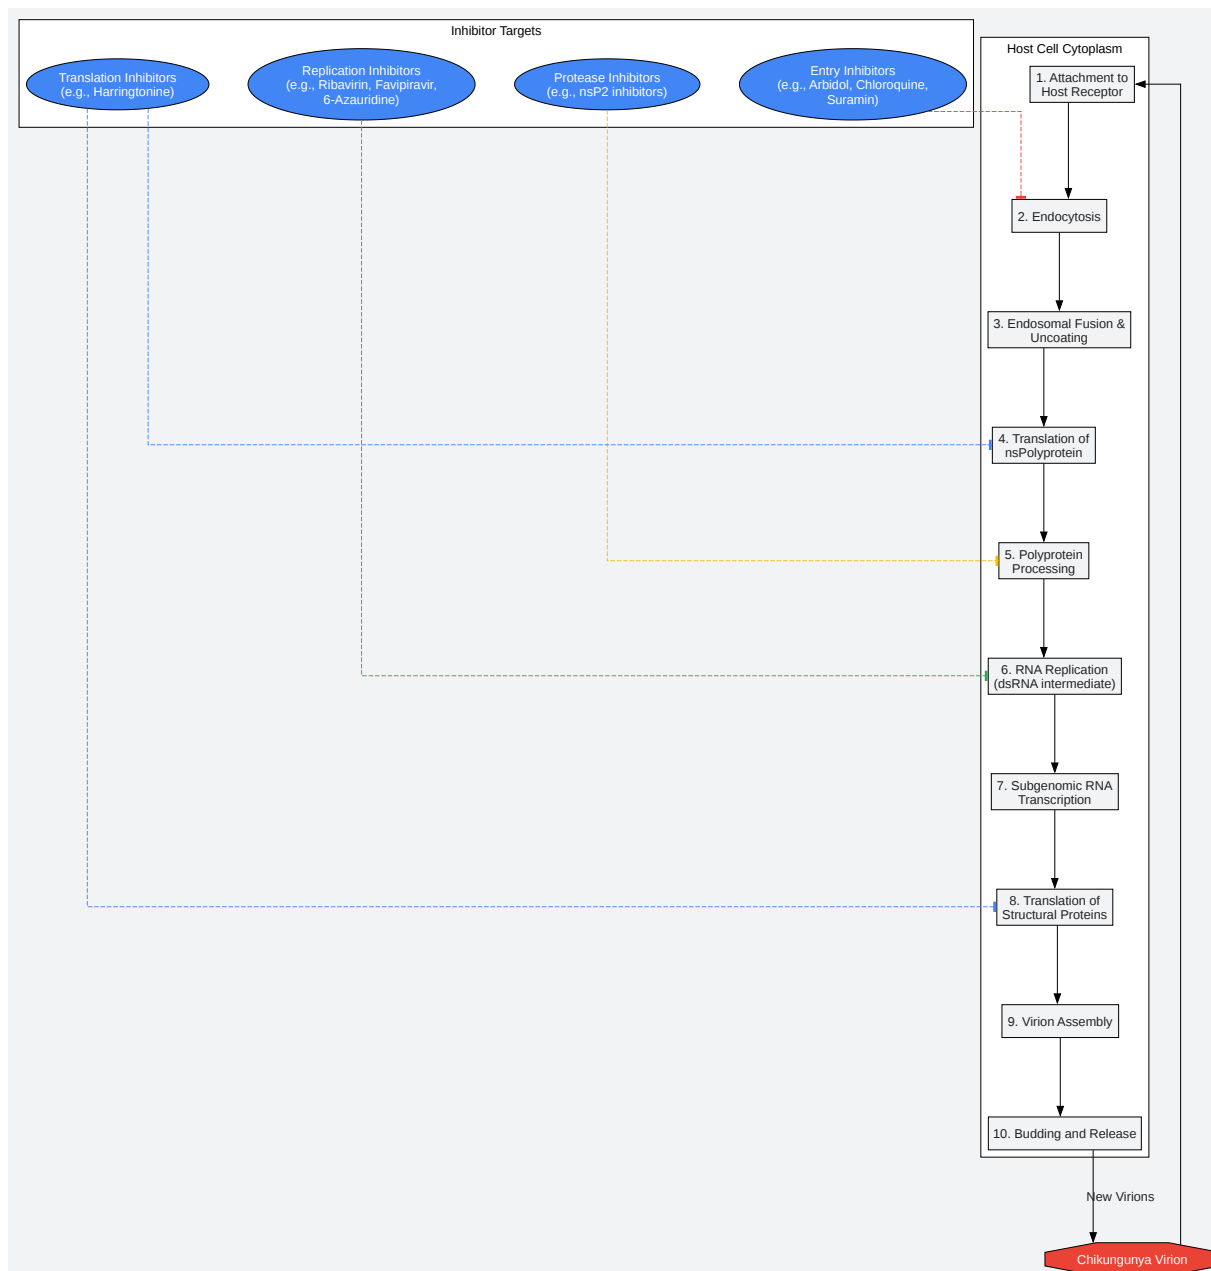 Inhibitor Targets
Translation Inhibitors
(e.g., Harringtonine)
Replication Inhibitors
(e.g., Ribavirin, Favipiravir,
6-Azauridine)
Protease Inhibitors
(e.g., nsP2 inhibitors)
Entry Inhibitors
(e.g., Arbidol, Chloroquine,
Suramin)
Host Cell Cytoplasm
1. Attachment to
Host Receptor
2. Endocytosis
3. Endosomal Fusion &
Uncoating
4. Translation of
nsPolyprotein
5. Polyprotein
Processing
6. RNA Replication
(dsRNA intermediate)
7. Subgenomic RNA
Transcription
8. Translation of
Structural Proteins
9. Virion Assembly
10. Budding and Release
New Virions
Chikungunya Virion